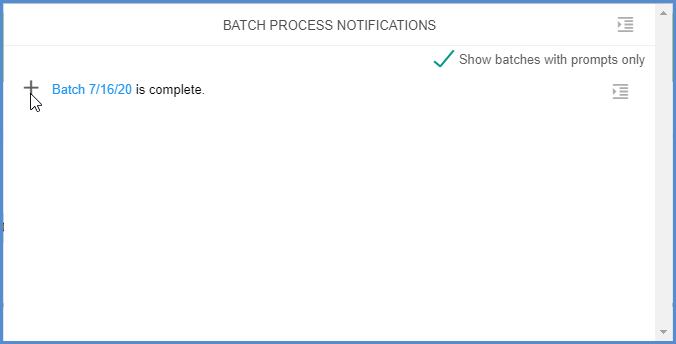 BATCH PROCESS NOTIFICATIONS
Show batches with prompts only
Batch 7/16/20 is complete.